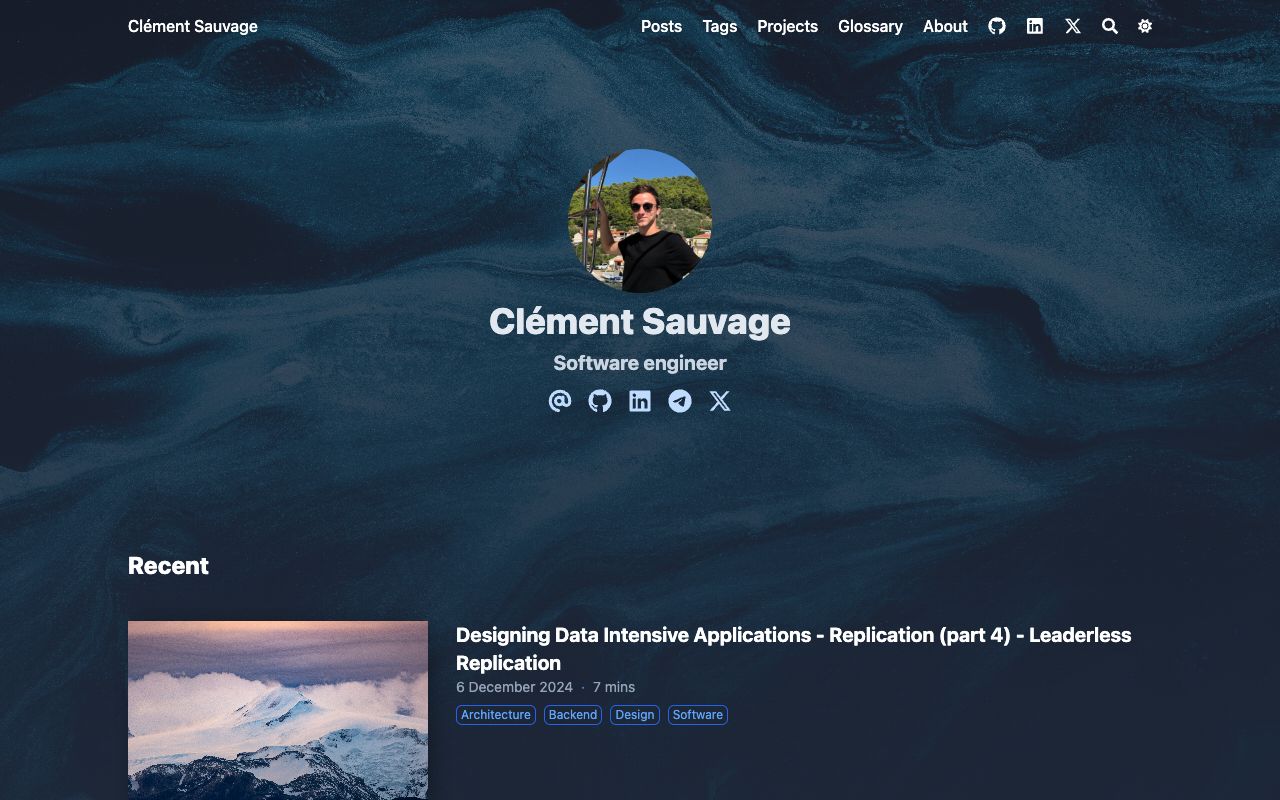 Clément Sauvage
Posts
Tags
Projects
Glossary
About
Clément Sauvage
Software engineer
Recent
Designing Data Intensive Applications - Replication (part 4) - Leaderless
Replication
6 December 2024 · 7 mins
Architecture
Backend
Design
Software